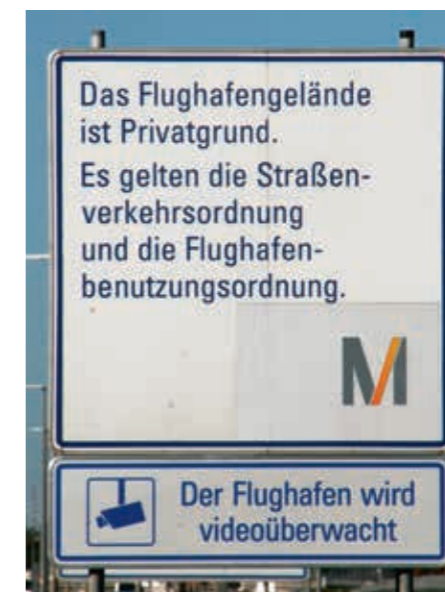 Das Flughafengelände
ist Privatgrund.
Es gelten die Straßen-
verkehrsordnung
und die Flughafen-
benutzungsordnung.
M
Der Flughafen wird
videoüberwacht